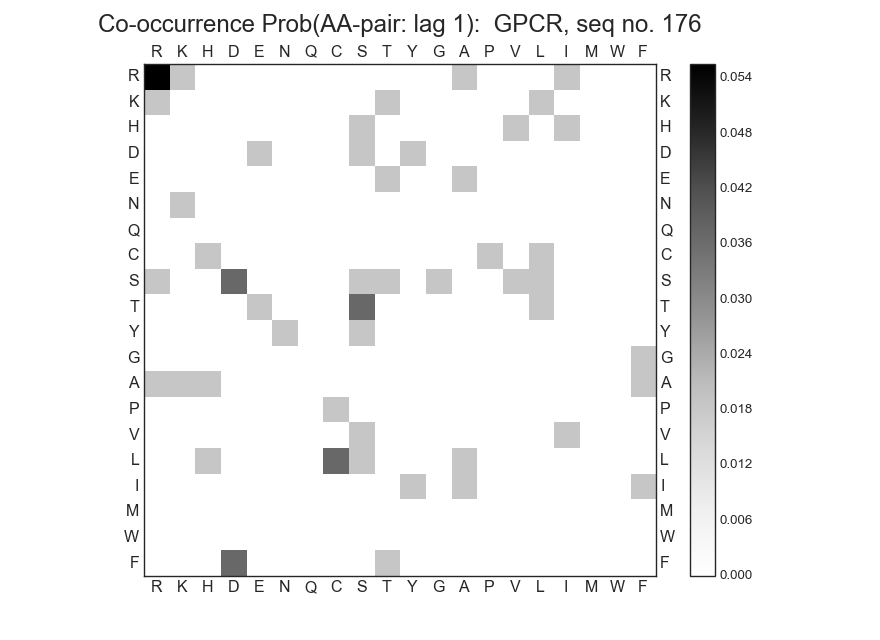 Co-occurrence Prob(AA-pair: lag 1):  GPCR, seq no. 176
R K H D E N Q C S T Y G A P V L I M W F
R R 0.054
K K
H H 0.048
D D
E E 0.042
N N
Q Q
C C 0.036
S S
T T 0.030
Y Y
G G 0.024
A A
P P 0.018
V V
L L 0.012
I I
M M 0.006
W W
F F 0.000
R K H D E N Q C S T Y G A P V L I M W F